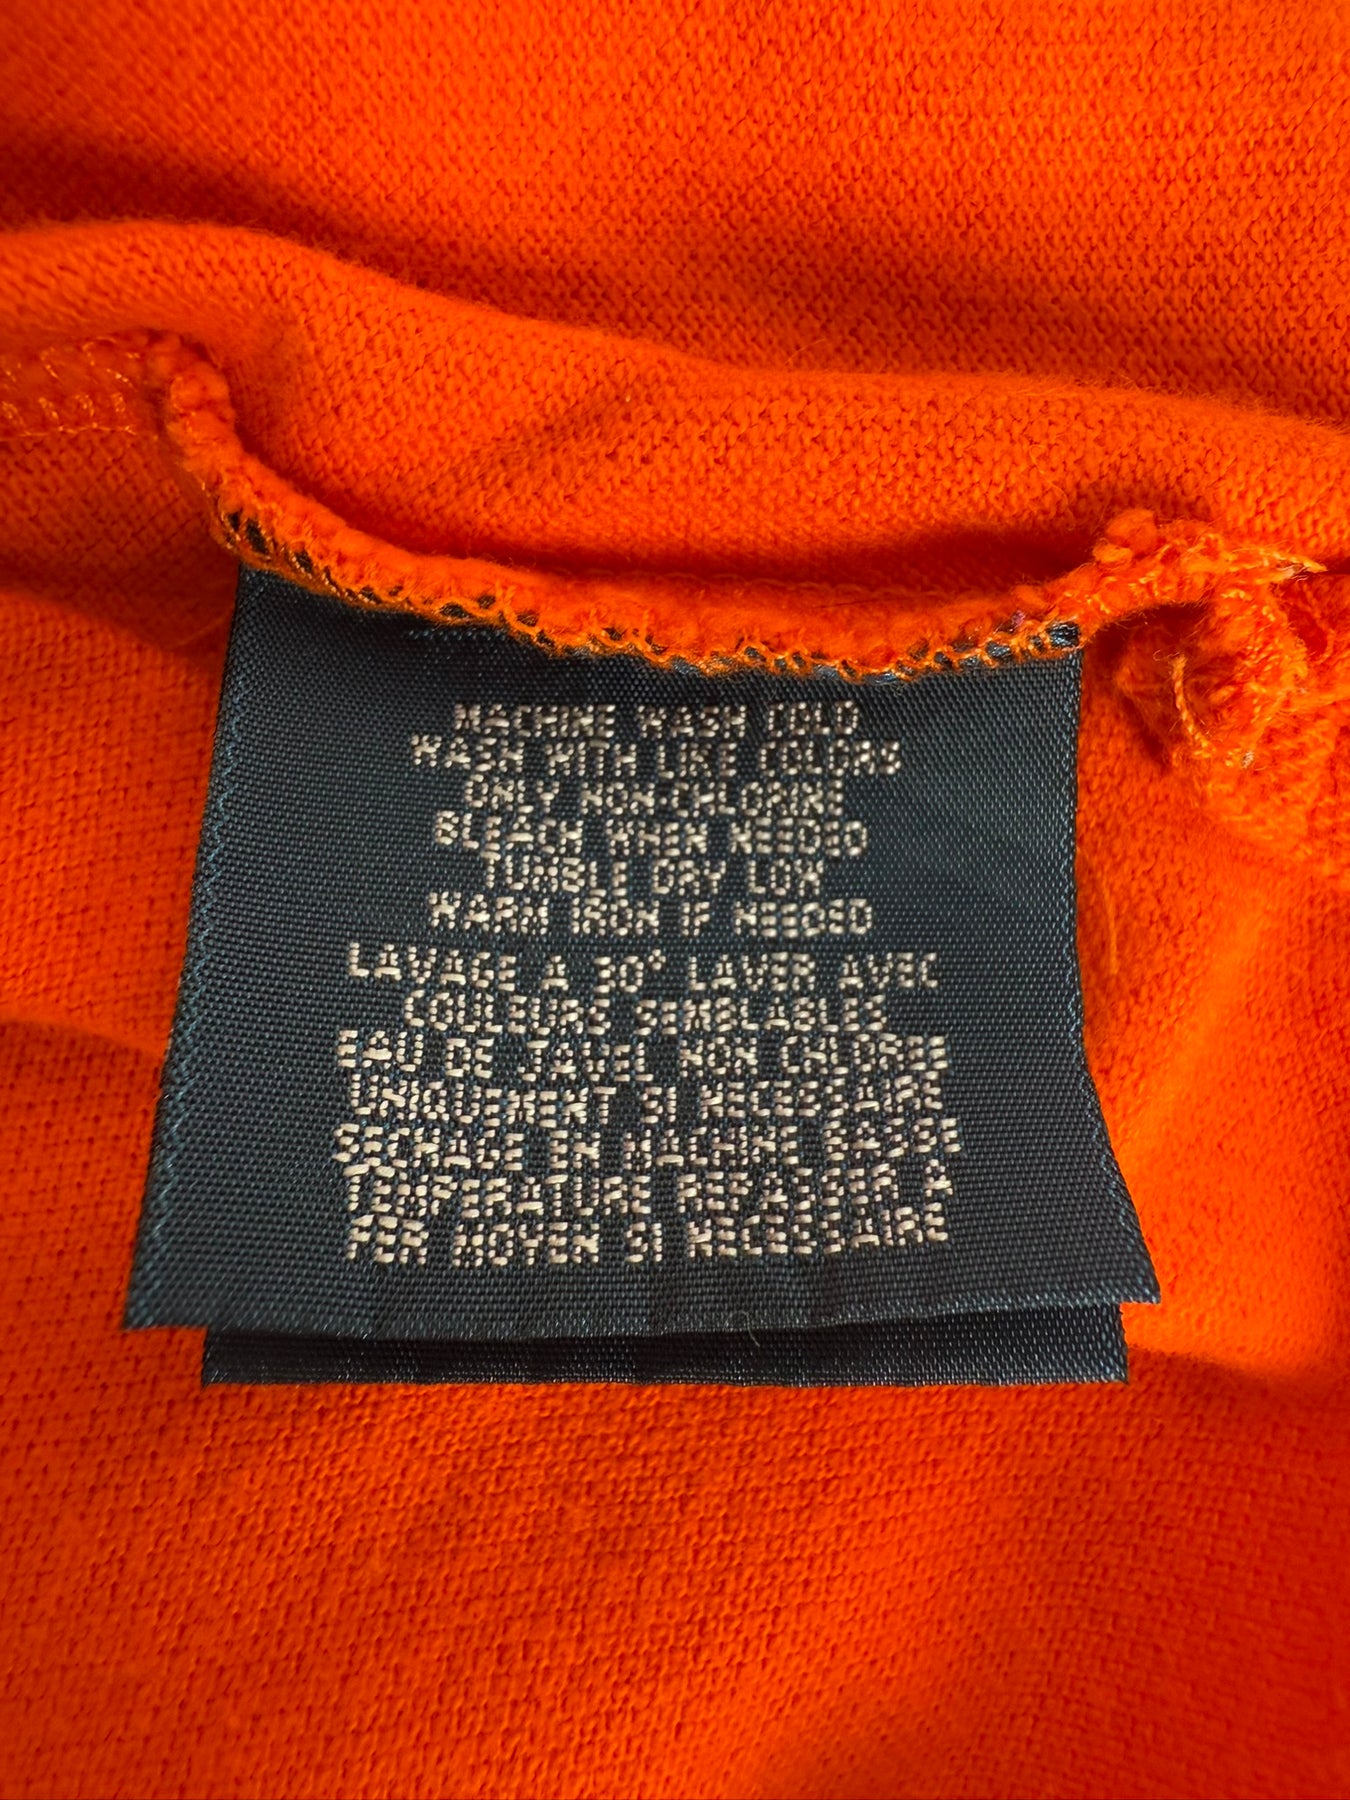 MACHINE WASH COLD
WASH WITH LIKE COLORS
ONLY NON-CHLORINE
BLEACH WHEN NEEDED
TUMBLE DRY LOW
WARM IRON IF NEEDED
LAVAGE A 30° LAVER AVEC
COULEURS SEMBLABLES
EAU DE JAVEL NON CHLOREE
UNIQUEMENT SI NECESSAIRE
SECHAGE EN MACHINE BASSE
TEMPERATURE REPASSER A
FER MOYEN SI NECESSAIRE